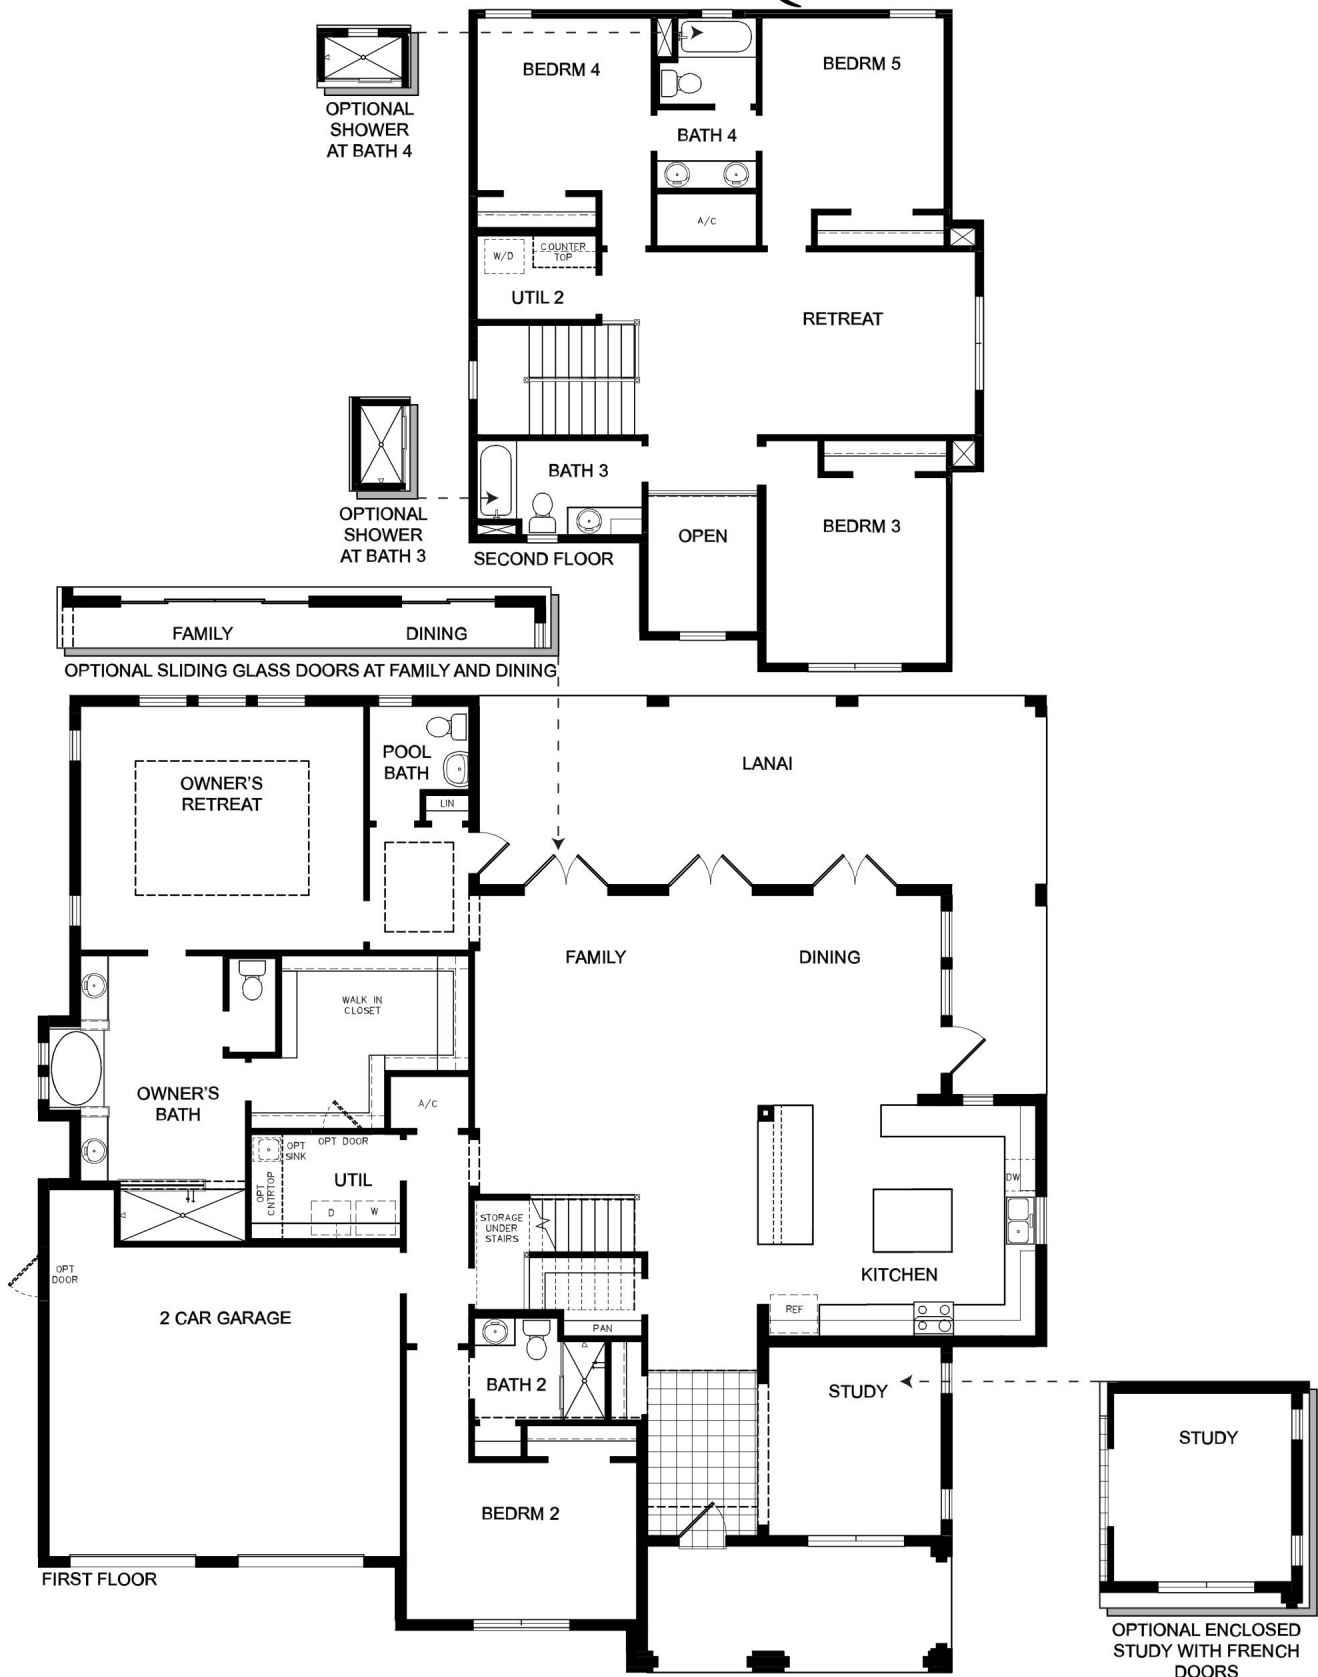 BEDRM 4
BEDRM 5
OPTIONAL
SHOWER
AT BATH 4
BATH 4
A/C
W/D
COUNTER
TOP
UTIL 2
RETREAT
BATH 3
OPTIONAL
SHOWER
AT BATH 3
OPEN
BEDRM 3
SECOND FLOOR
FAMILY
DINING
OPTIONAL SLIDING GLASS DOORS AT FAMILY AND DINING
OWNER'S
RETREAT
POOL
BATH
LIN
LANAI
FAMILY
DINING
WALK IN
CLOSET
OWNER'S
BATH
A/C
OPT DOOR
OPT
SINK
UTIL
OPT
CNTRTOP
D
W
DW
STORAGE
UNDER
STAIRS
OPT
DOOR
KITCHEN
2 CAR GARAGE
REF
PAN
BATH 2
STUDY
STUDY
BEDRM 2
FIRST FLOOR
OPTIONAL ENCLOSED
STUDY WITH FRENCH
DOORS